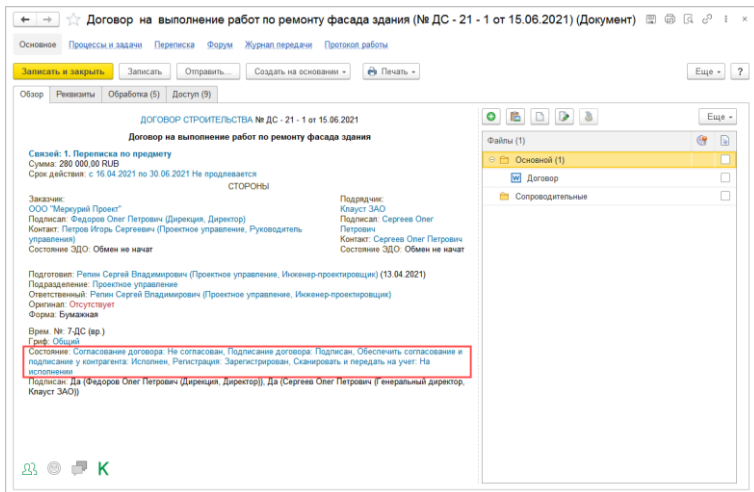 Договор на выполнение работ по ремонту фасада здания (№ ДС - 21 - 1 от 15.06.2021) (Документ)
Основное Процессы и задачи Переписка Форум Журнал передачи Протокол работы
Записать и закрыть Записать Отправить... Создать на основании Печать Еще ?
Обзор Реквизиты Обработка (5) Доступ (9)
ДОГОВОР СТРОИТЕЛЬСТВА № ДС - 21 - 1 от 15.06.2021
Договор на выполнение работ по ремонту фасада здания
Связей: 1. Переписка по предмету
Сумма: 280 000,00 RUB
Срок действия: с 16.04.2021 по 30.06.2021 Не продлевается
СТОРОНЫ
Заказчик:
ООО "Меркурий Проект"
Подписал: Федоров Олег Петрович (Дирекция, Директор)
Контакт: Петров Игорь Сергеевич (Проектное управление, Руководитель
управления)
Состояние ЭДО: Обмен не начат
Подрядчик:
Клауст ЗАО
Подписал: Сергеев Олег
Петрович
Контакт: Сергеев Олег Петрович
Состояние ЭДО: Обмен не начат
Подготовил: Репин Сергей Владимирович (Проектное управление, Инженер-проектировщик) (13.04.2021)
Подразделение: Проектное управление
Ответственный: Репин Сергей Владимирович (Проектное управление, Инженер-проектировщик)
Оригинал: Отсутствует
Форма: Бумажная
Врем. №: 7-ДС (вр.)
Гриф: Общий
Состояние: Согласование договора: Не согласован, Подписание договора: Подписан, Обеспечить согласование и
подписание у контрагента: Исполнен, Регистрация: Зарегистрирован, Сканировать и передать на учет: На
исполнении
Подписан: Да (Федоров Олег Петрович (Дирекция, Директор)), Да (Сергеев Олег Петрович (Генеральный директор,
Клауст ЗАО))
Еще
Файлы (1)
Основной (1)
Договор
Сопроводительные